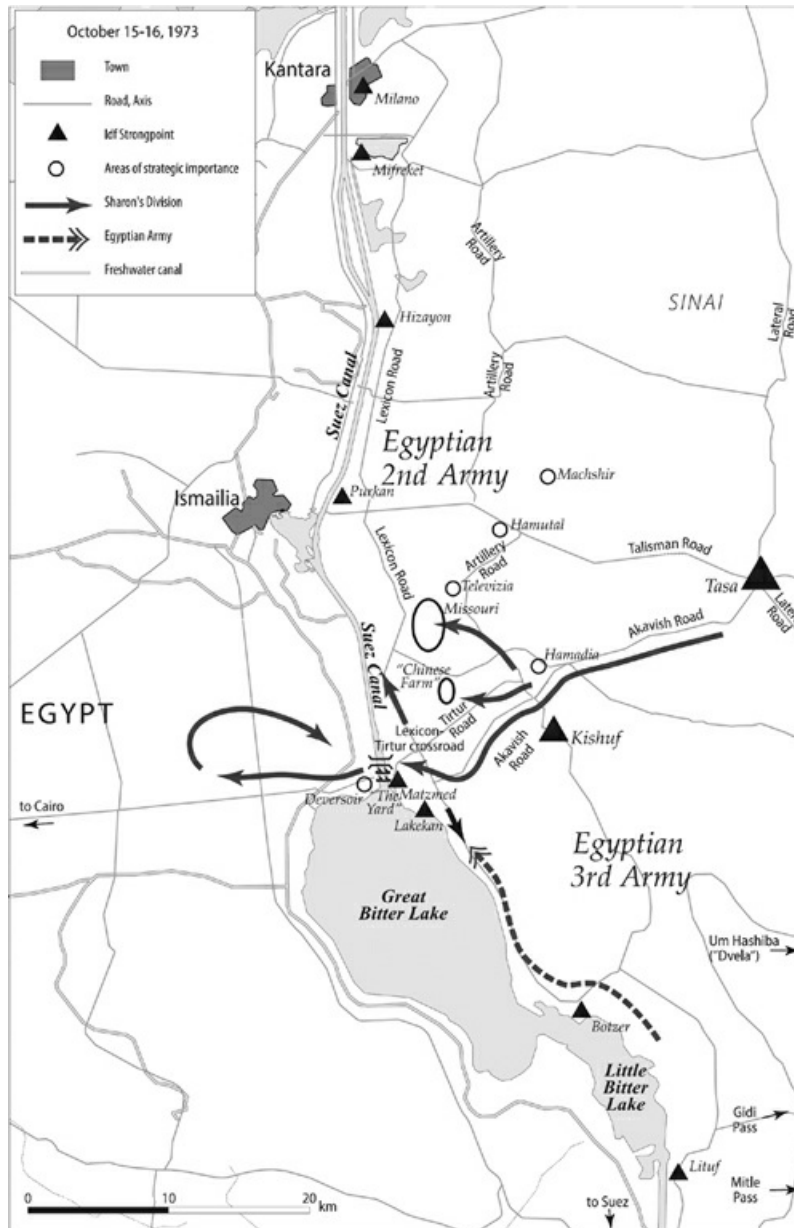 October 15-16, 1973
Town
Road, Axis
Idf Strongpoint
Areas of strategic importance
Sharon's Division
Egyptian Army
Freshwater canal
Kantara
Milano
Mifreket
Artillery
Road
SINAI
Lateral
Road
Hizayon
Suez Canal
Lexicon Road
Artillery
Road
Egyptian
2nd Army
Machshir
Ismailia
Purkan
Hamutal
Talisman Road
Lexicon Road
Artillery
Road
Televizia
Missouri
Tasa
Lateral
Road
Akavish Road
Suez Canal
Hamadia
"Chinese
Farm"
Tirtur
Road
EGYPT
Lexicon-
Tirtur crossroad
Akavish
Road
Kishuf
to Cairo
Deversoir
The
Yard"
Matzmed
Lakekan
Egyptian
3rd Army
Great
Bitter Lake
Um Hashiba
("Dvela")
Botzer
Little
Bitter
Lake
Gidi
Pass
Lituf
Mitle
Pass
to Suez
0 10 20
km